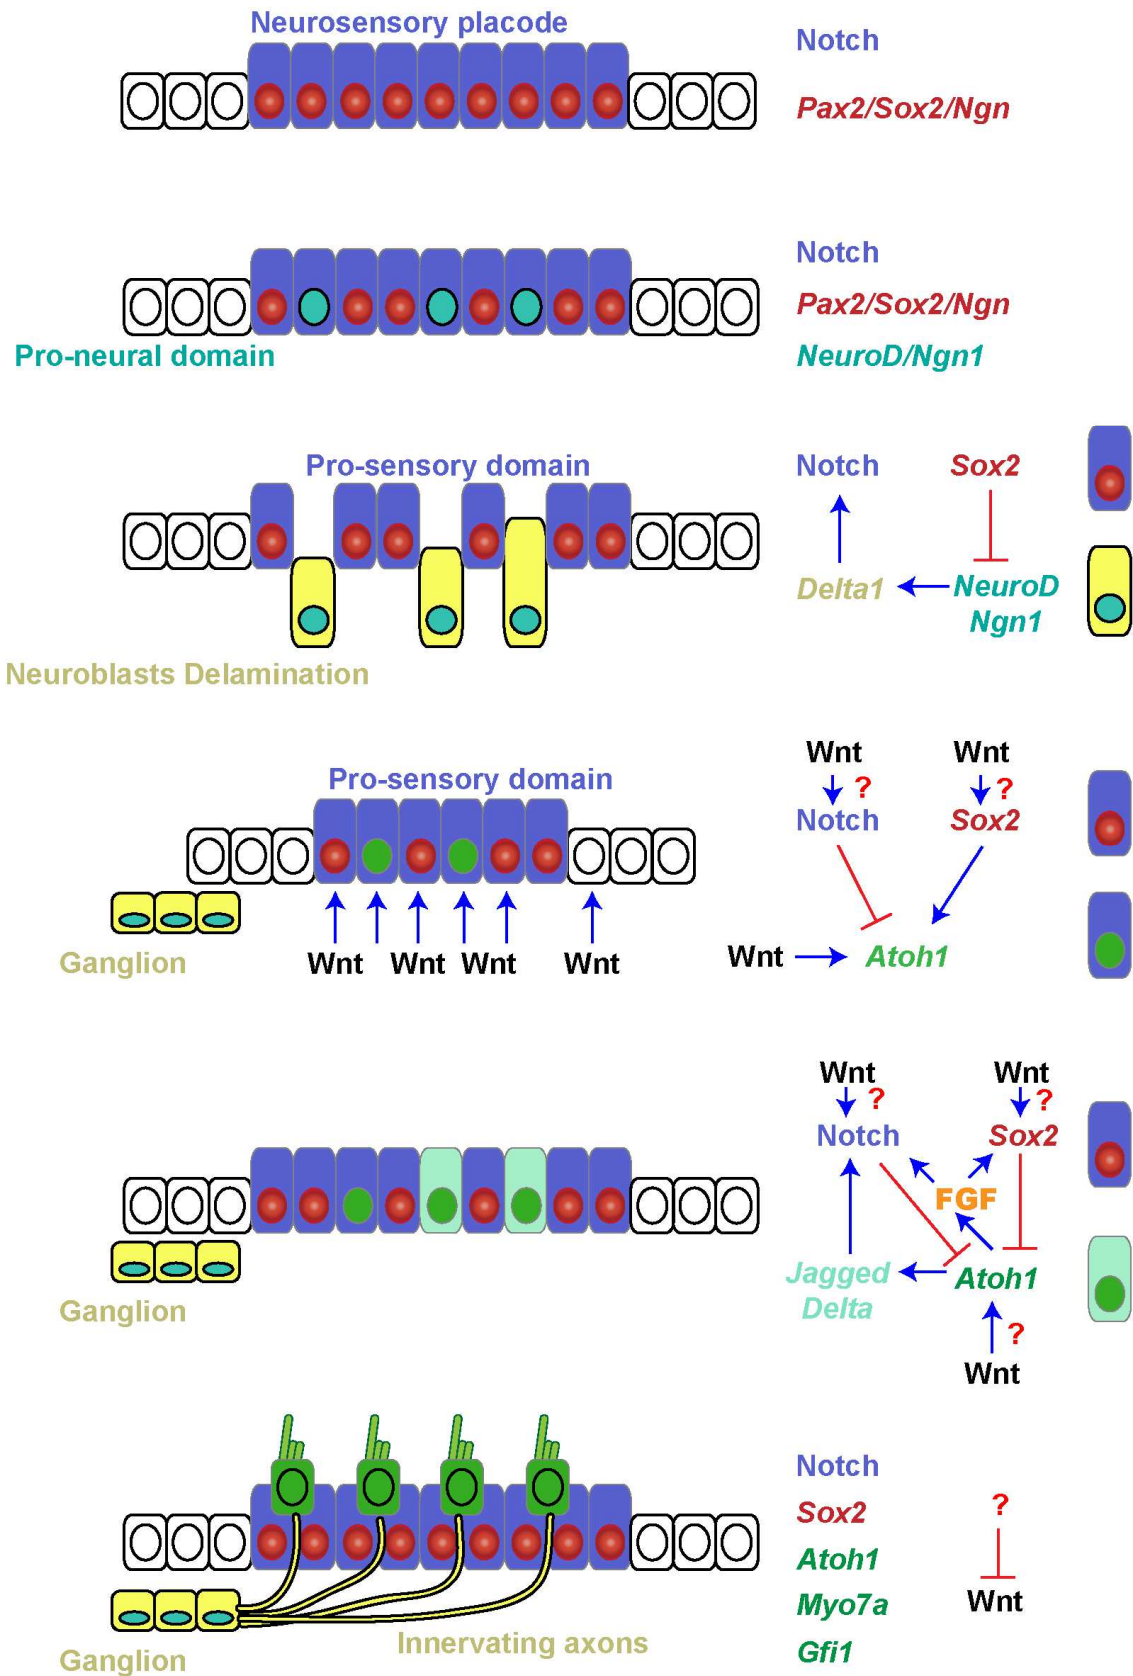 Neurosensory placode
Notch
Pax2/Sox2/Ngn
Notch
Pax2/Sox2/Ngn
Pro-neural domain
NeuroD/Ngn1
Pro-sensory domain
Notch
Sox2
Delta1
NeuroD
Ngn1
Neuroblasts Delamination
Wnt
Wnt
?
?
Pro-sensory domain
Notch
Sox2
Ganglion
Wnt
Wnt
Wnt
Wnt
Wnt
Atoh1
Wnt
Wnt
?
?
Notch
Sox2
FGF
Jagged
Delta
Atoh1
Ganglion
?
Wnt
Notch
Sox2
?
Atoh1
Myo7a
Wnt
Innervating axons
Gfi1
Ganglion